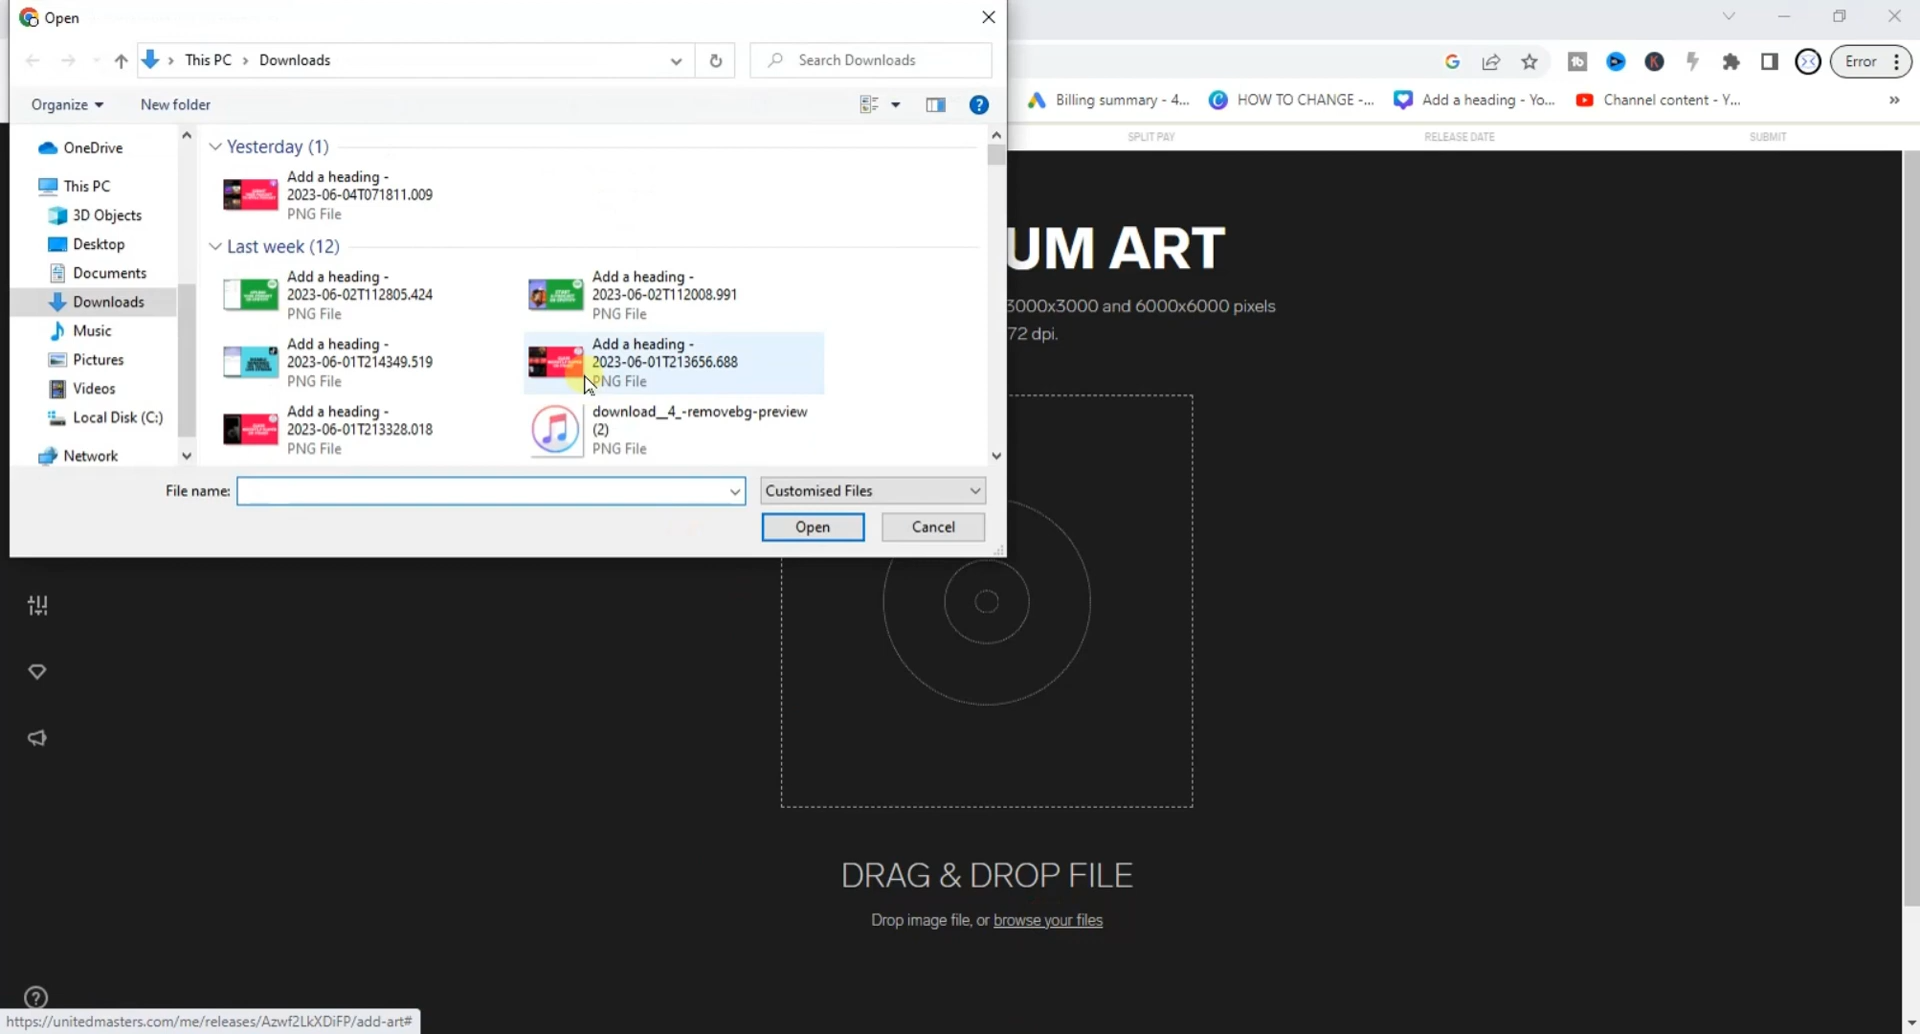 Open
This PC > Downloads
Search Downloads
Error
Organize
New folder
Billing summary - 4...
HOW TO CHANGE -...
Add a heading - Yo...
Channel content - Y...
»
SPLIT PAY
RELEASE DATE
SUBMIT
OneDrive
This PC
3D Objects
Desktop
Documents
Downloads
Music
Pictures
Videos
Local Disk (C:)
Network
Yesterday (1)
Add a heading -
2023-06-04T071811.009
PNG File
Last week (12)
Add a heading -
2023-06-02T112805.424
PNG File
Add a heading -
2023-06-02T112008.991
PNG File
Add a heading -
2023-06-01T214349.519
PNG File
Add a heading -
2023-06-01T213656.688
PNG File
Add a heading -
2023-06-01T213328.018
PNG File
download__4_-removebg-preview
(2)
PNG File
File name:
Customised Files
Open
Cancel
UM ART
3000x3000 and 6000x6000 pixels
72 dpi.
DRAG & DROP FILE
Drop image file, or browse your files
https://unitedmasters.com/me/releases/Azwf2LkXDiFP/add-art#